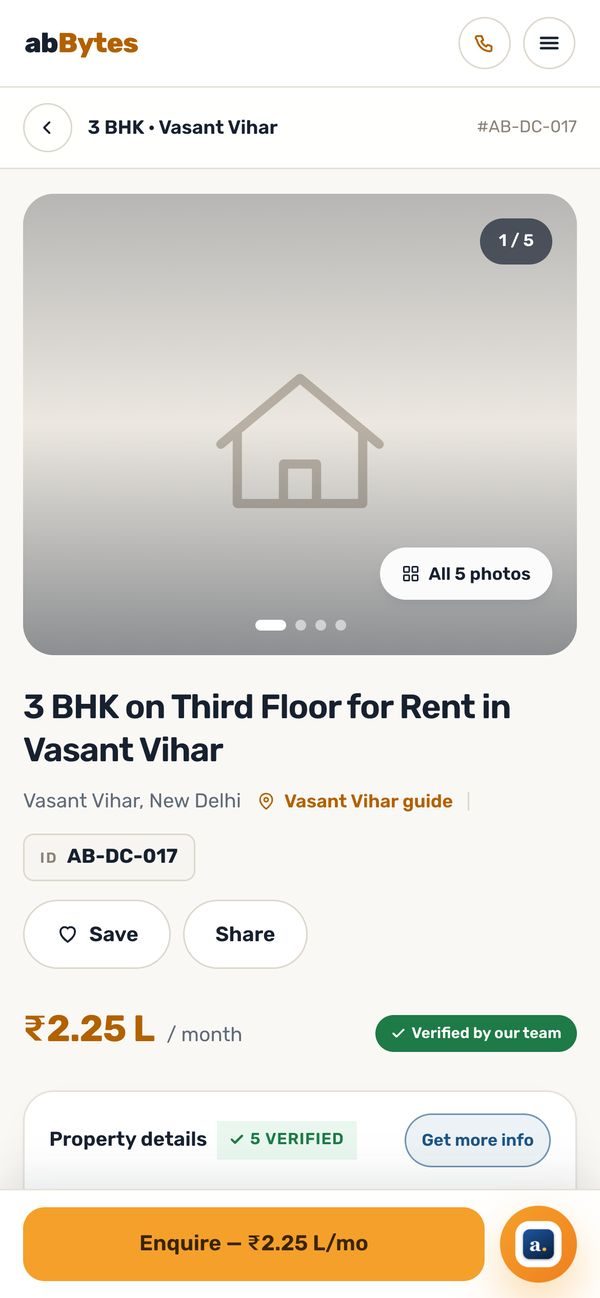 abBytes
3 BHK • Vasant Vihar
#AB-DC-017
1 / 5
All 5 photos
3 BHK on Third Floor for Rent in
Vasant Vihar
Vasant Vihar, New Delhi Vasant Vihar guide
ID AB-DC-017
Save Share
₹2.25 L / month
Verified by our team
Property details
5 VERIFIED
Get more info
Enquire — ₹2.25 L/mo
a.